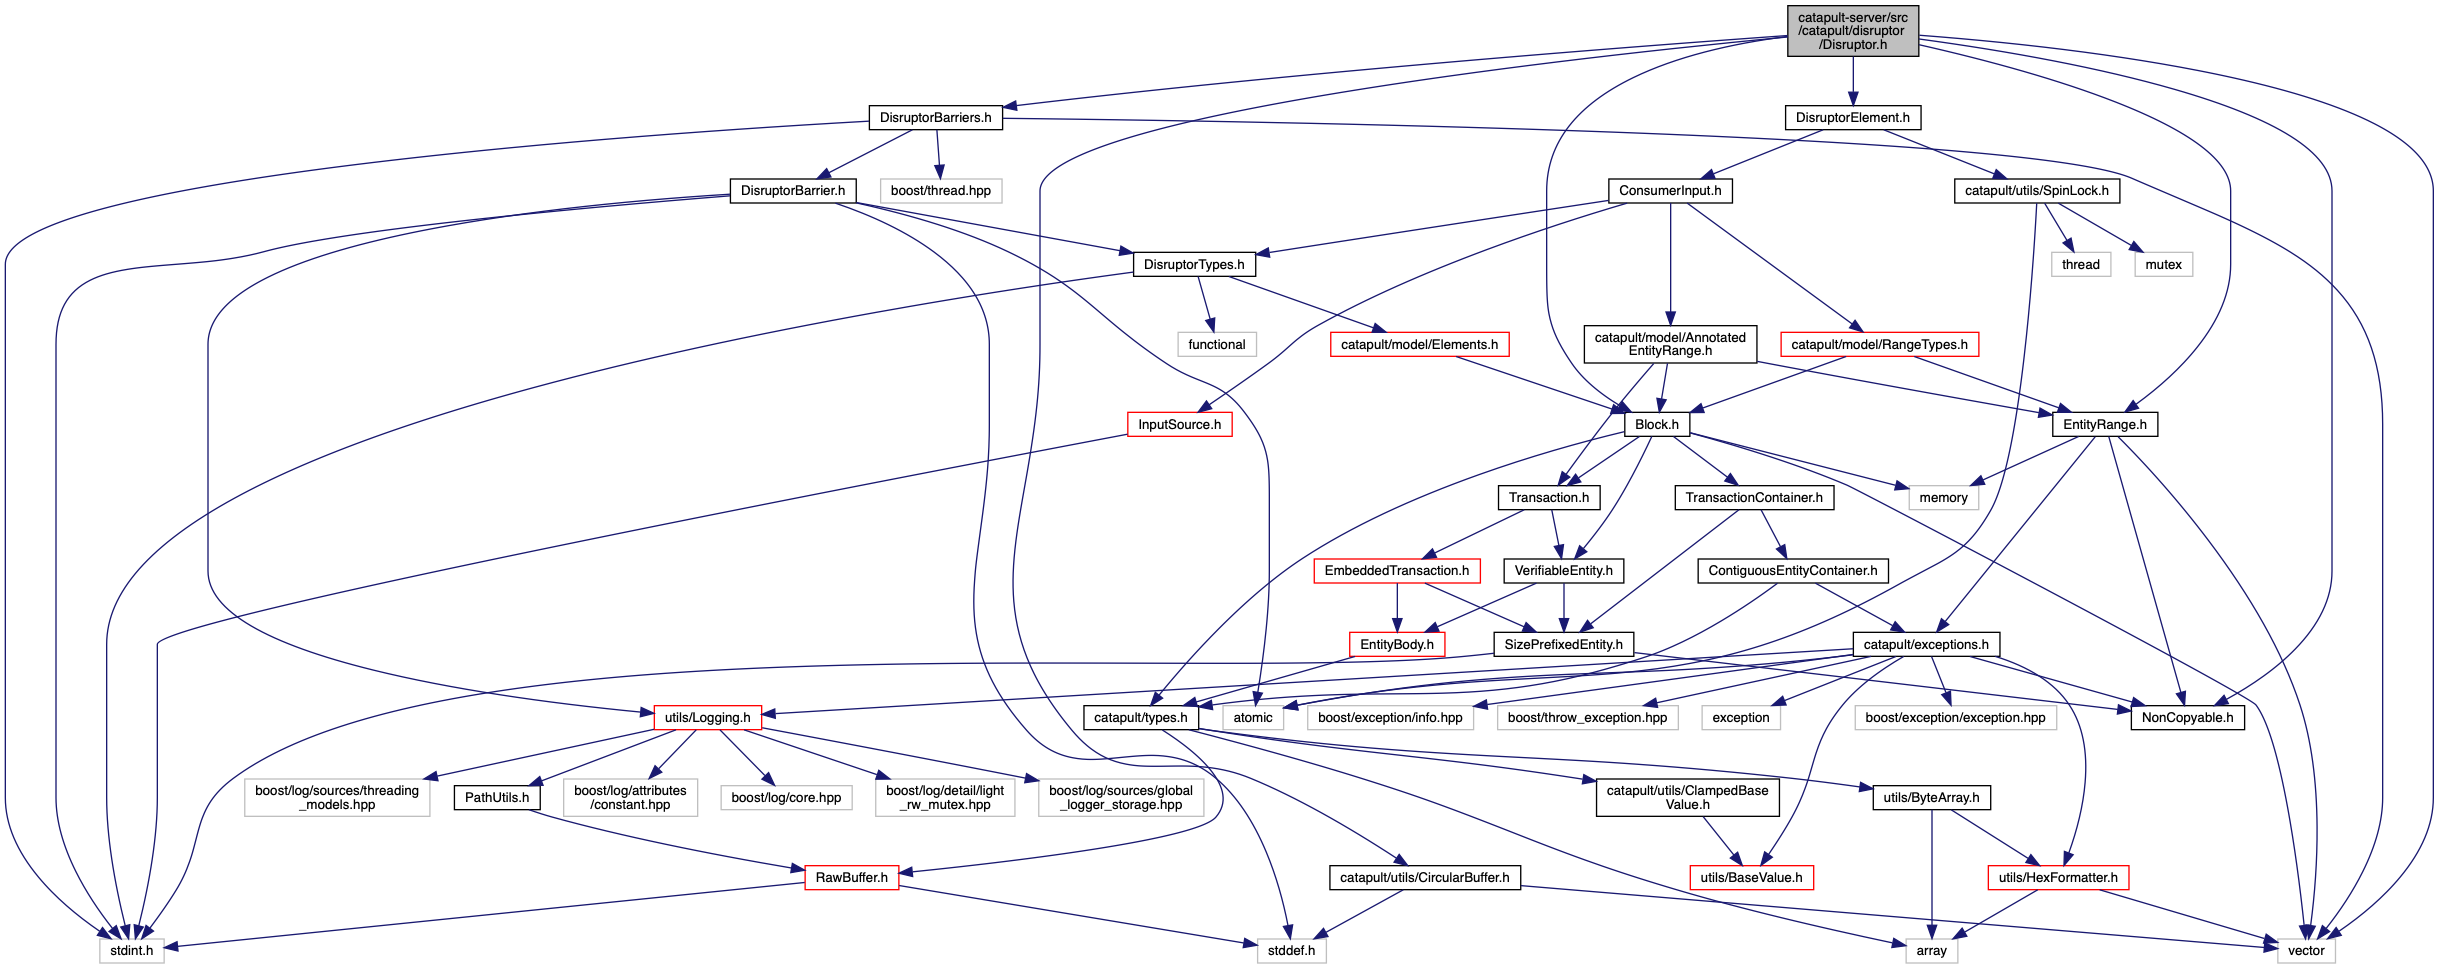 catapult-server/src
/catapult/disruptor
/Disruptor.h
DisruptorBarriers.h
DisruptorElement.h
DisruptorBarrier.h
boost/thread.hpp
ConsumerInput.h
catapult/utils/SpinLock.h
DisruptorTypes.h
thread
mutex
functional
catapult/model/Elements.h
catapult/model/Annotated
EntityRange.h
catapult/model/RangeTypes.h
InputSource.h
Block.h
EntityRange.h
Transaction.h
TransactionContainer.h
memory
EmbeddedTransaction.h
VerifiableEntity.h
ContiguousEntityContainer.h
EntityBody.h
SizePrefixedEntity.h
catapult/exceptions.h
utils/Logging.h
catapult/types.h
atomic
boost/exception/info.hpp
boost/throw_exception.hpp
exception
boost/exception/exception.hpp
NonCopyable.h
boost/log/sources/threading
_models.hpp
PathUtils.h
boost/log/attributes
/constant.hpp
boost/log/core.hpp
boost/log/detail/light
_rw_mutex.hpp
boost/log/sources/global
_logger_storage.hpp
catapult/utils/ClampedBase
Value.h
utils/ByteArray.h
RawBuffer.h
catapult/utils/CircularBuffer.h
utils/BaseValue.h
utils/HexFormatter.h
stdint.h
stddef.h
array
vector